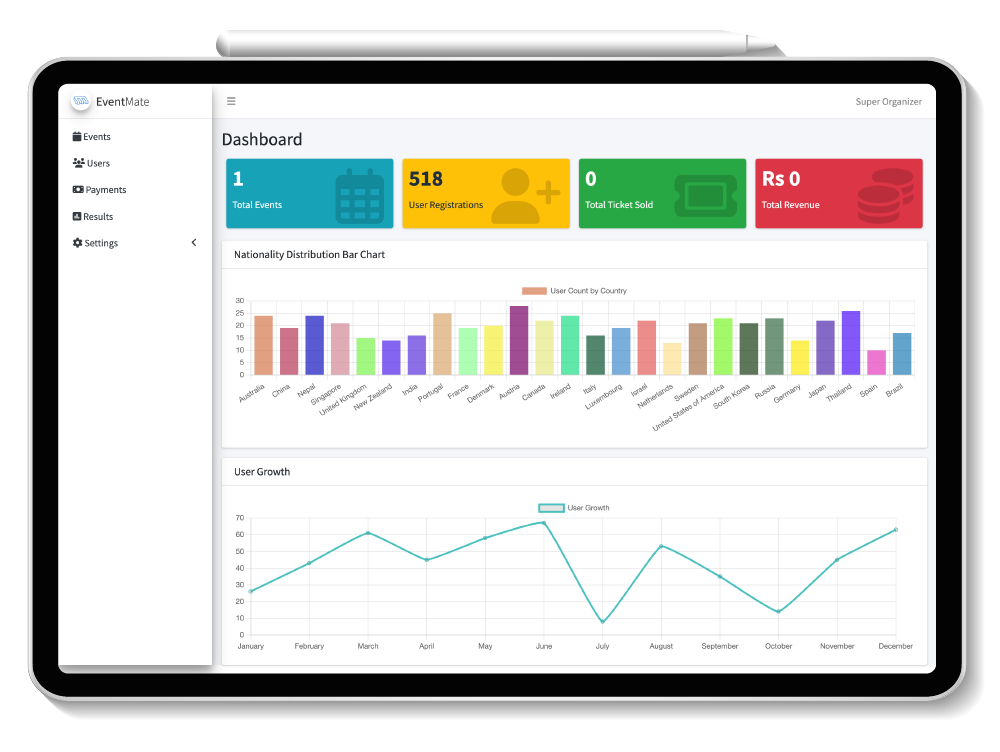 EventMate
Super Organizer
Events
Users
Payments
Results
Settings
Dashboard
1
Total Events
518
User Registrations
0
Total Ticket Sold
Rs 0
Total Revenue
Nationality Distribution Bar Chart
User Count by Country
30
25
20
15
10
5
0
Australia
China
Nepal
Singapore
United Kingdom
New Zealand
India
Portugal
France
Denmark
Austria
Canada
Ireland
Italy
Luxembourg
Israel
Netherlands
Sweden
United States of America
South Korea
Russia
Germany
Japan
Thailand
Spain
Brazil
User Growth
User Growth
70
60
50
40
30
20
10
0
January February March April May June July August September October November December